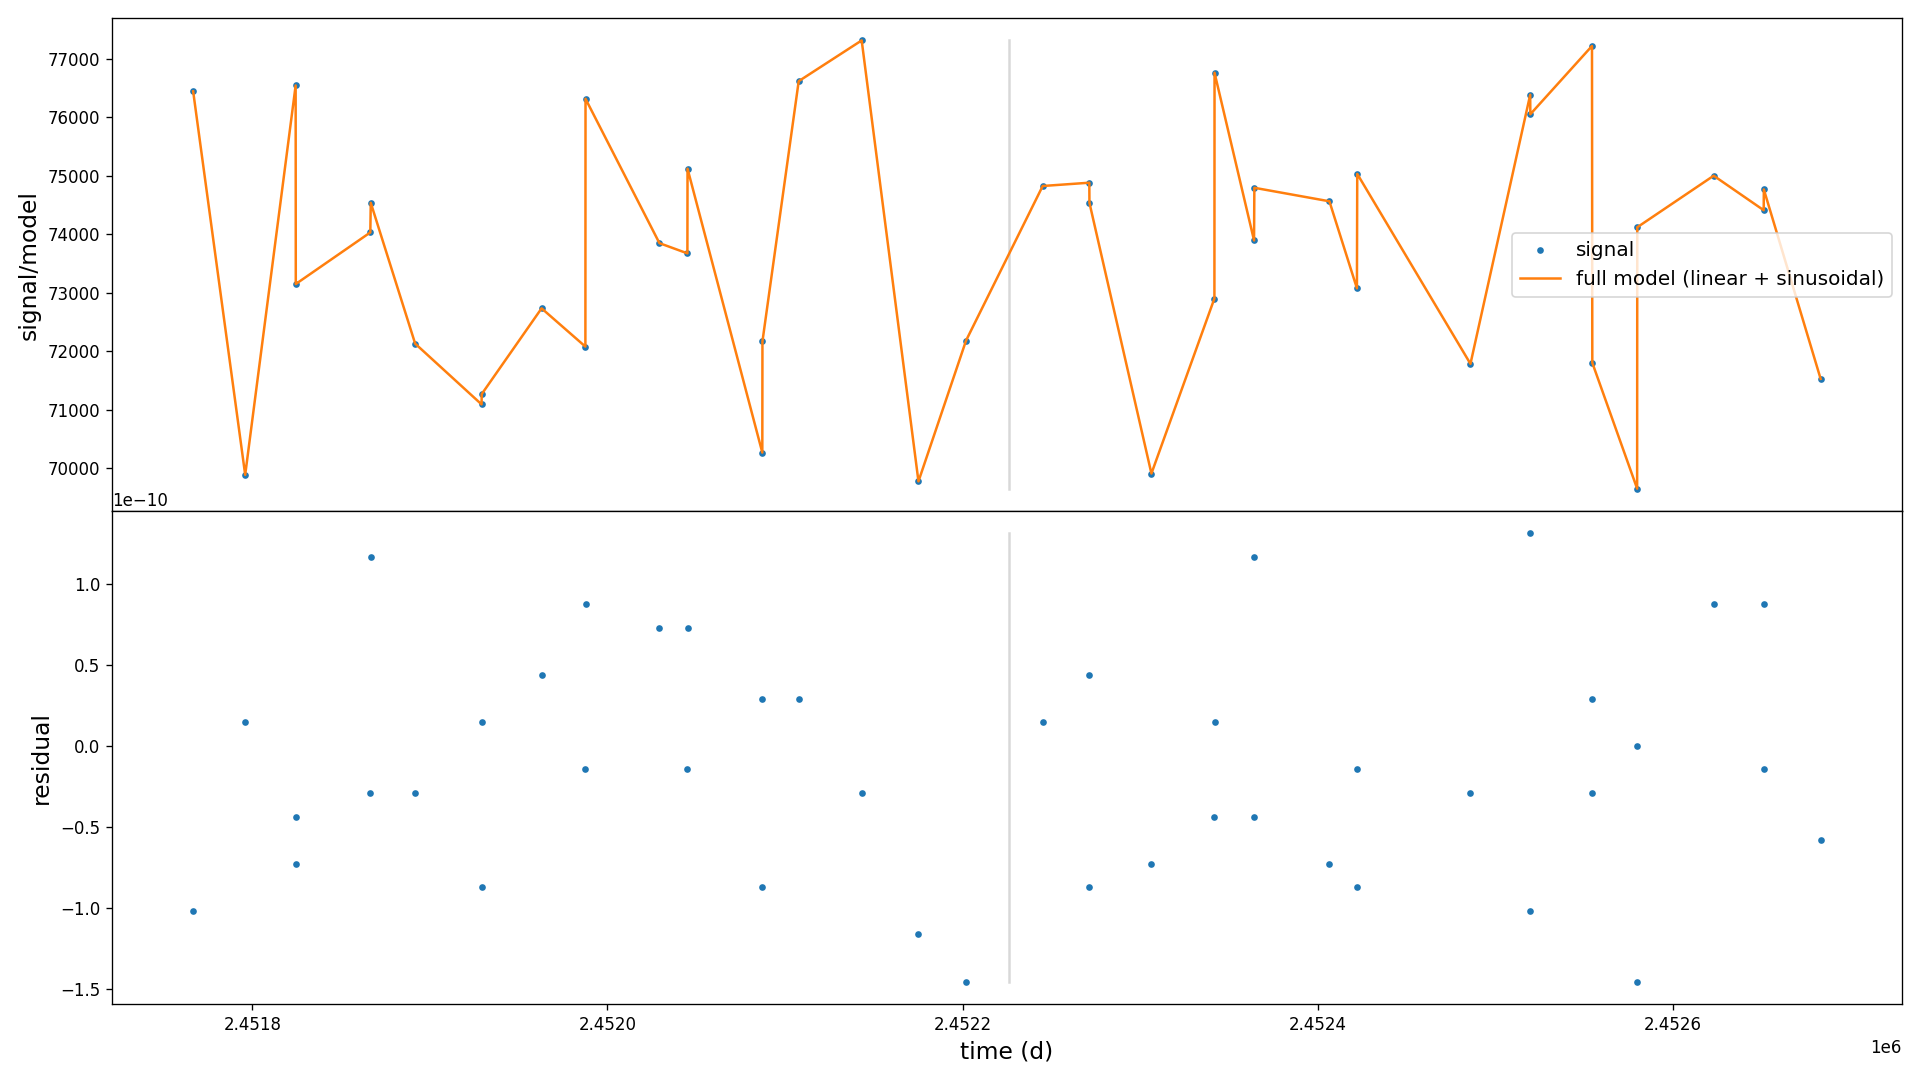 77000
76000
75000
74000
73000
72000
71000
70000
signal/model
signal
full model (linear + sinusoidal)
1e−10
1.0
0.5
0.0
−0.5
−1.0
−1.5
residual
2.4518
2.4520
2.4522
2.4524
2.4526
time (d)
1e6